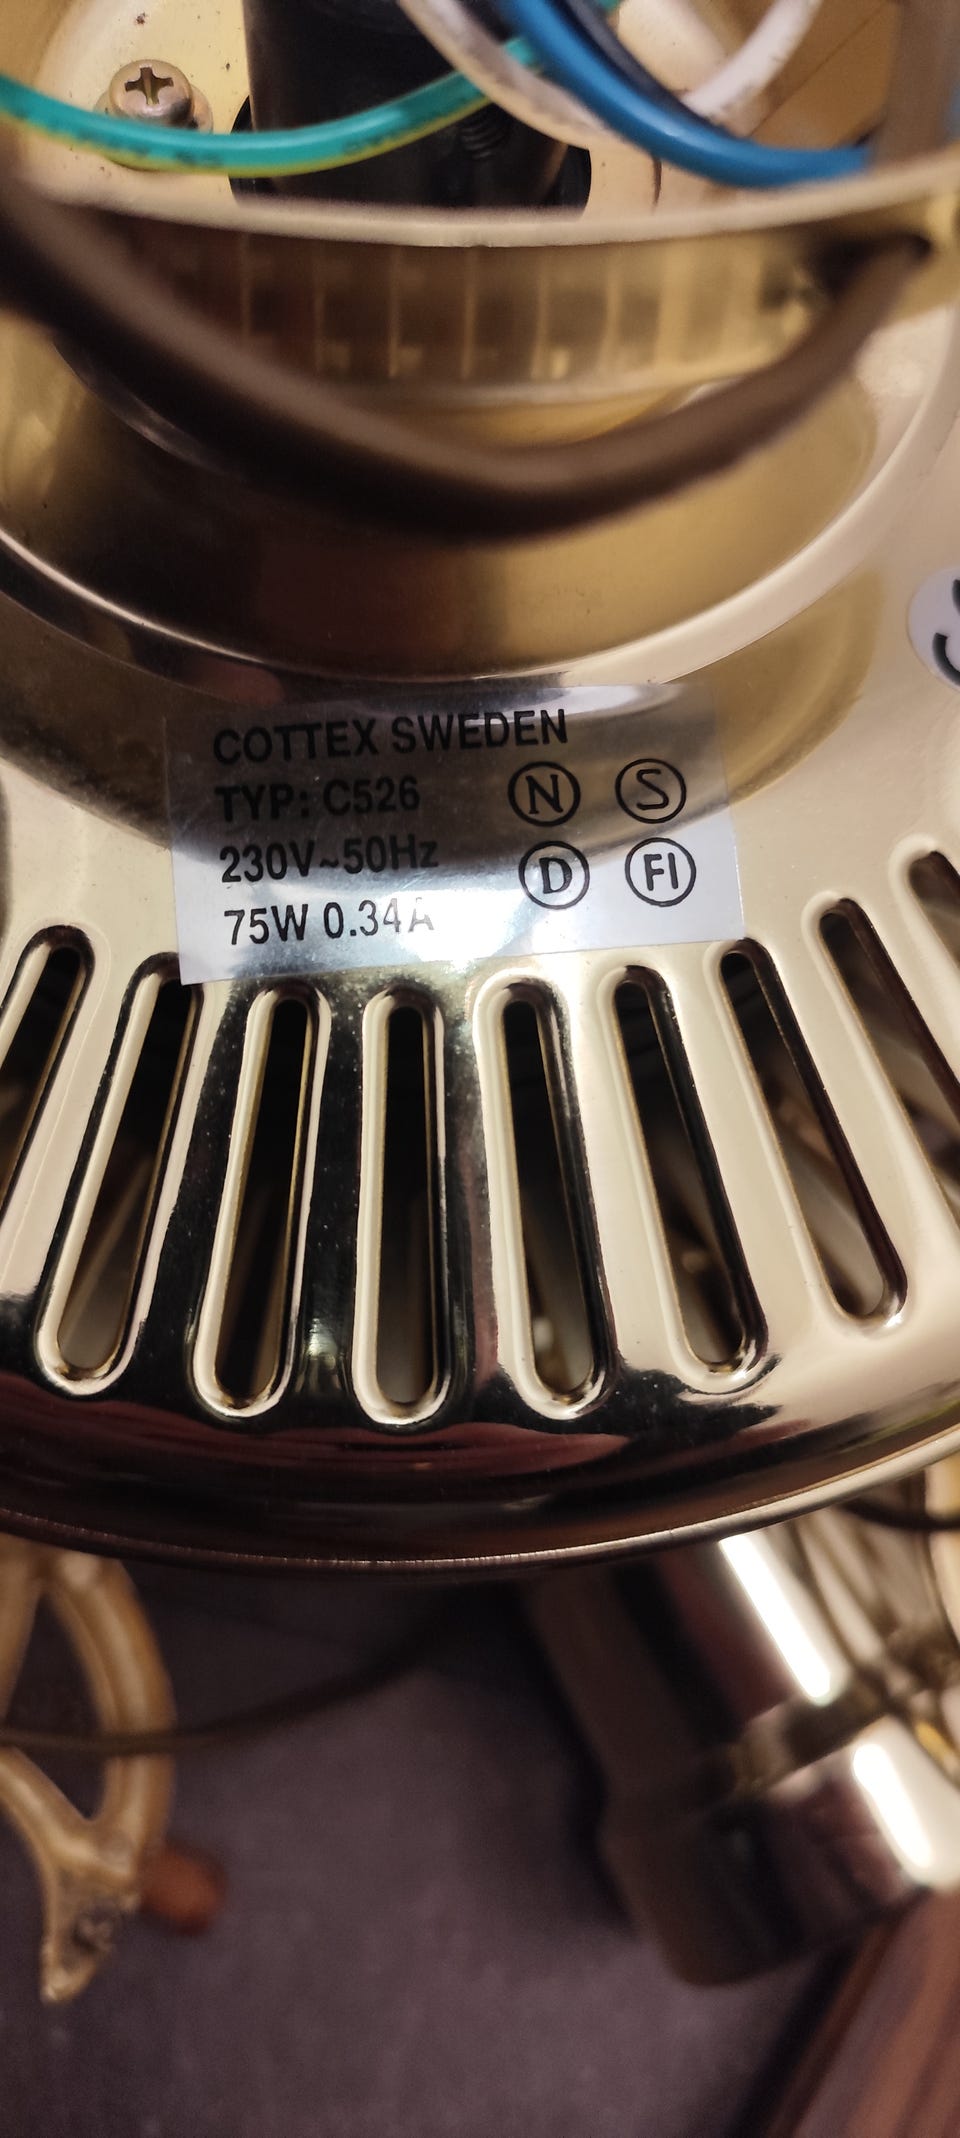 COTTEX SWEDEN
TYP: C526 N S
230V~50Hz D FI
75W 0.34A